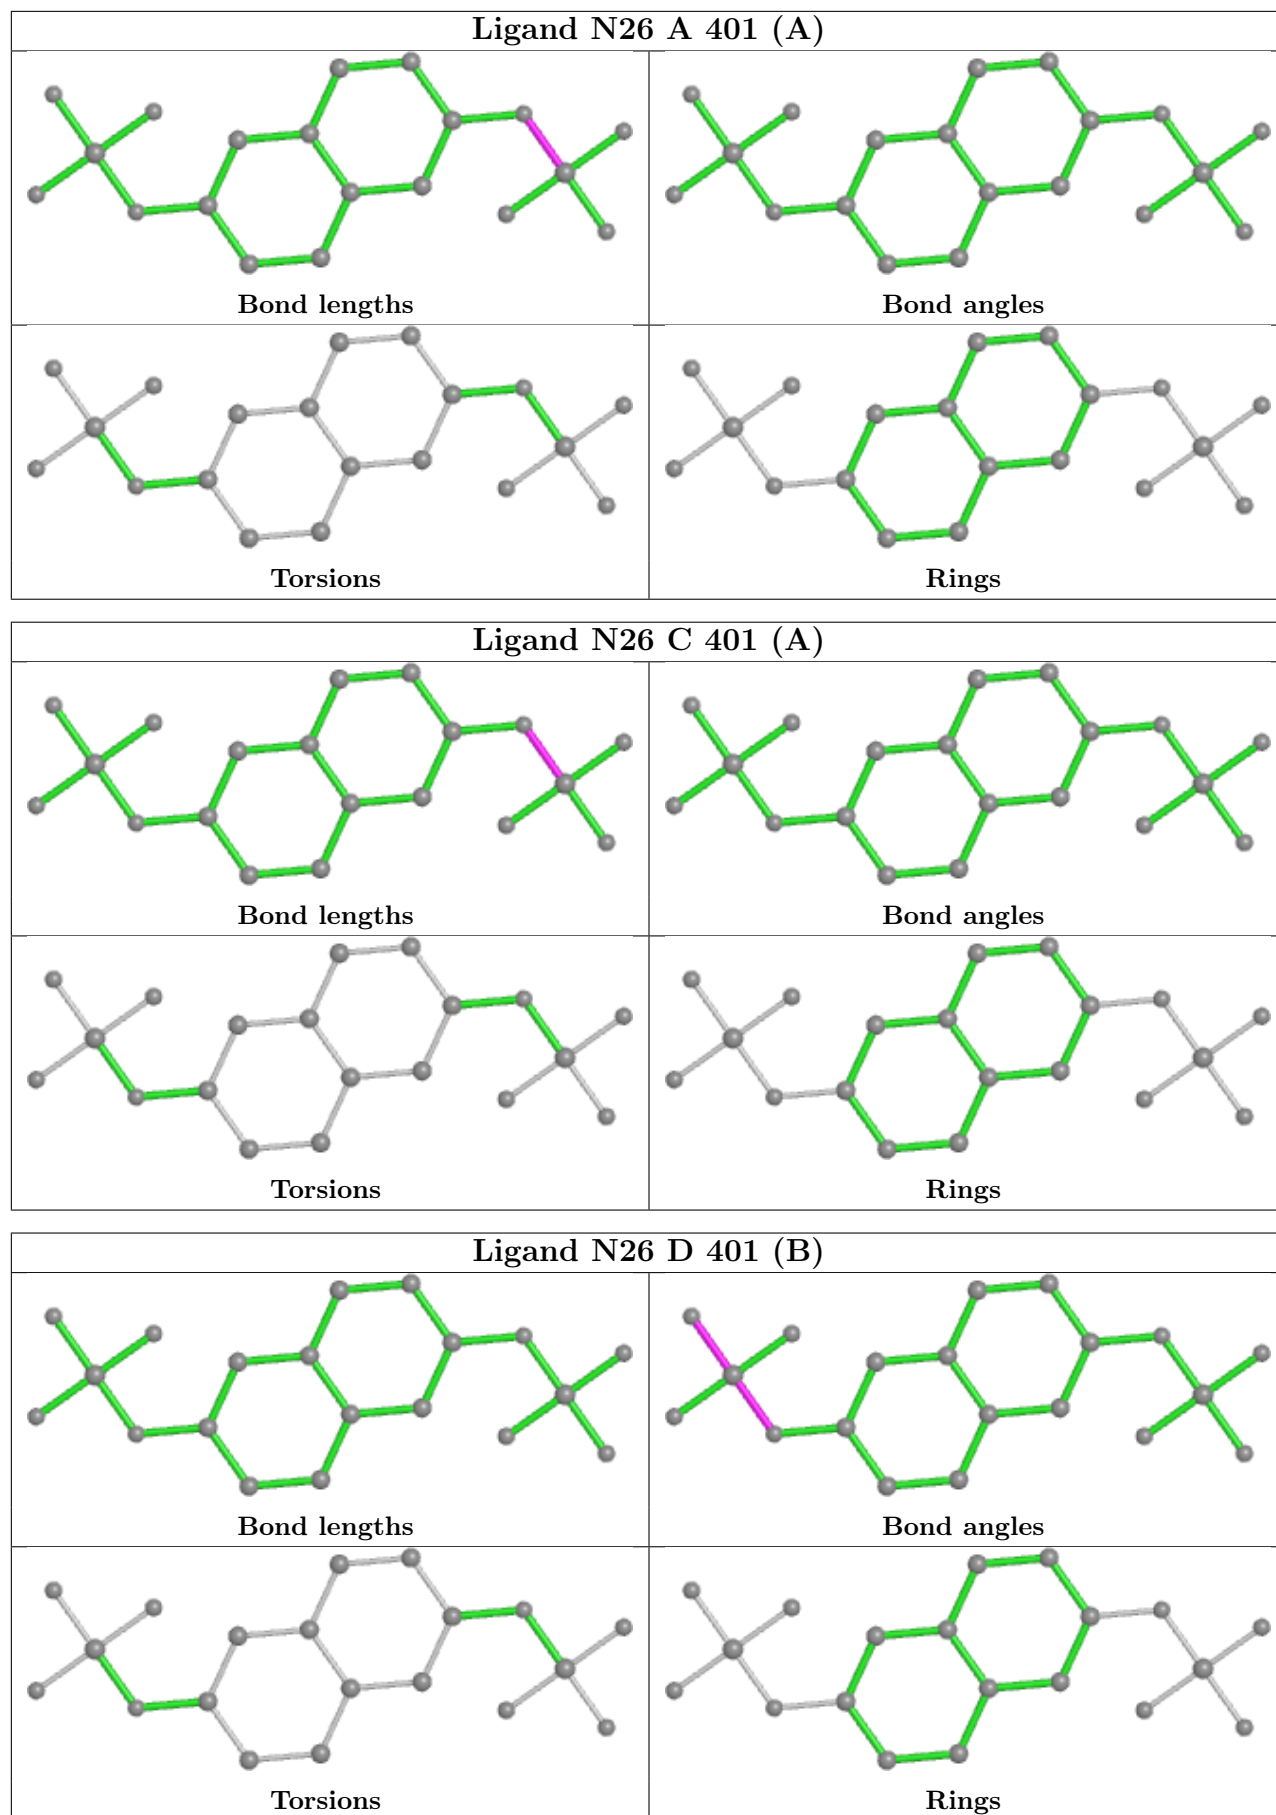 Ligand N26 A 401 (A)
Bond lengths
Bond angles
Torsions
Rings
Ligand N26 C 401 (A)
Bond lengths
Bond angles
Torsions
Rings
Ligand N26 D 401 (B)
Bond lengths
Bond angles
Torsions
Rings